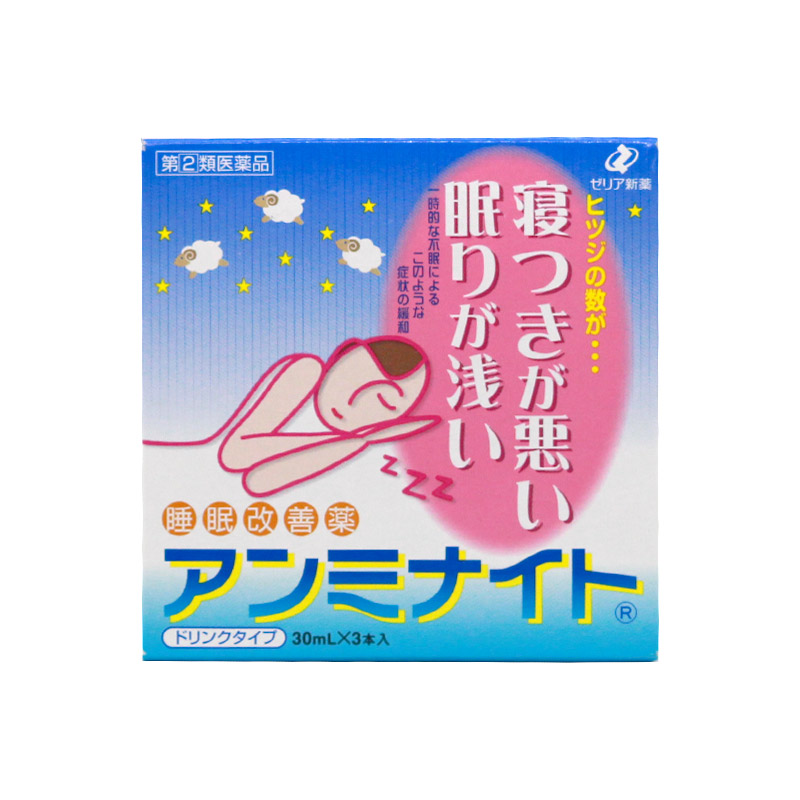 第②類医薬品
ゼリア新薬
ヒツジの数が・・・
寝つきが悪い
眠りが浅い
一時的な不眠による
このような
症状の緩和
zzz
睡眠改善薬
アンミナイト®
ドリンクタイプ 30mL×3本入